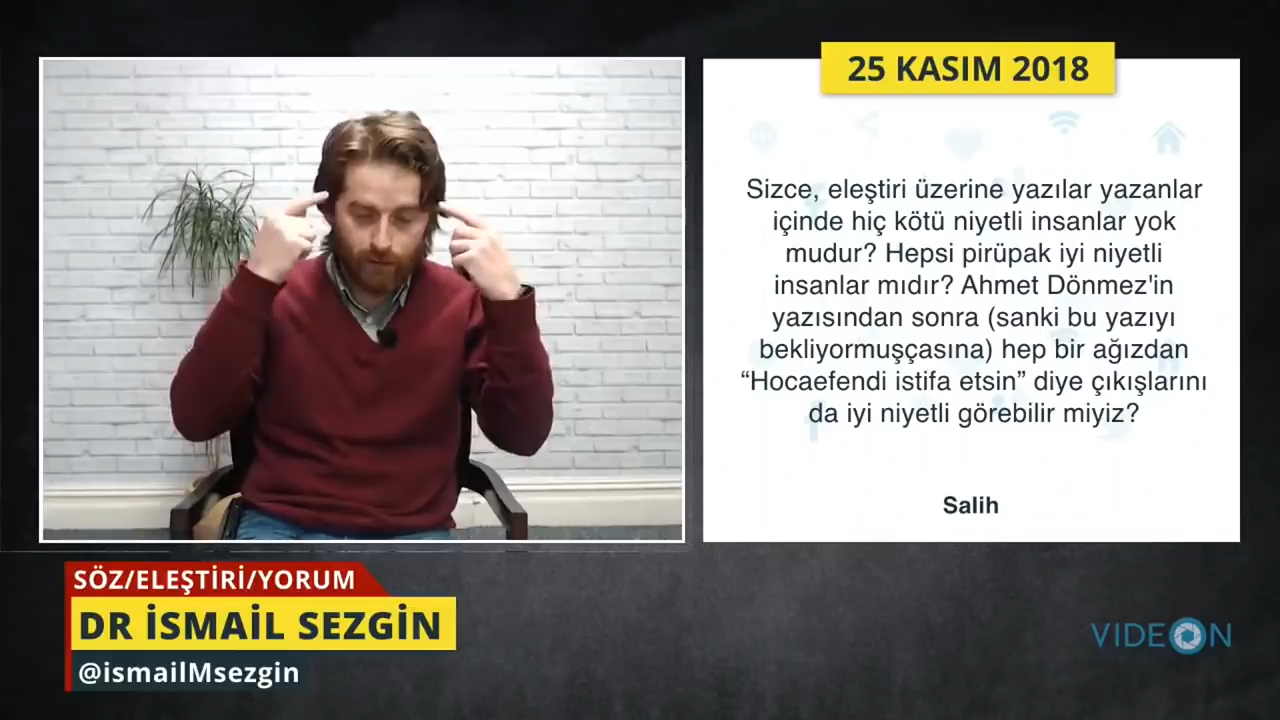 25 KASIM 2018
Sizce, eleştiri üzerine yazılar yazanlar
içinde hiç kötü niyetli insanlar yok
mudur? Hepsi pirüpak iyi niyetli
insanlar mıdır? Ahmet Dönmez'in
yazısından sonra (sanki bu yazıyı
bekliyormuşçasına) hep bir ağızdan
“Hocaefendi istifa etsin” diye çıkışlarını
da iyi niyetli görebilir miyiz?
Salih
SÖZ/ELEŞTİRİ/YORUM
DR İSMAİL SEZGİN
@ismailMsezgin
VIDEON